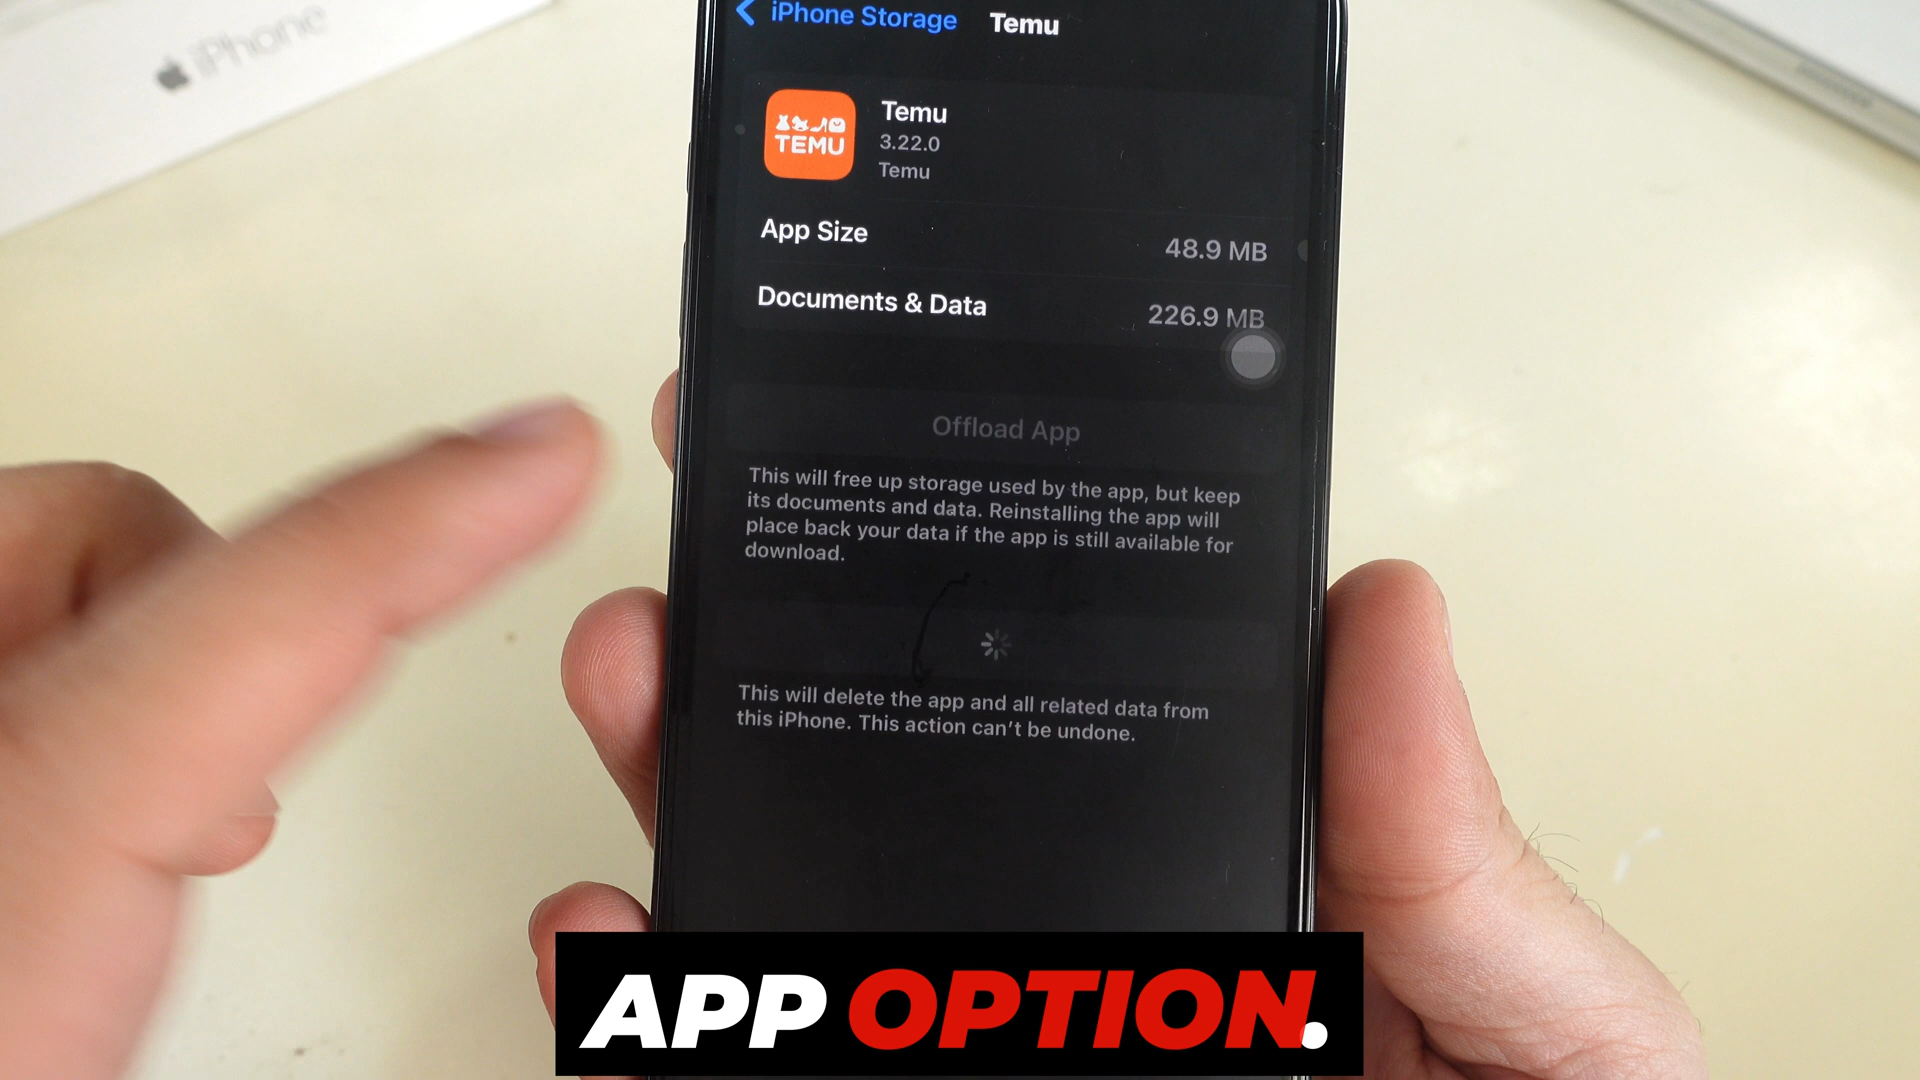 iPhone
iPhone Storage
Temu
TEMU
Temu
3.22.0
Temu
App Size
48.9 MB
Documents & Data
226.9 MB
Offload App
This will free up storage used by the app, but keep
its documents and data. Reinstalling the app will
place back your data if the app is still available for
download.
This will delete the app and all related data from
this iPhone. This action can't be undone.
APP OPTION.